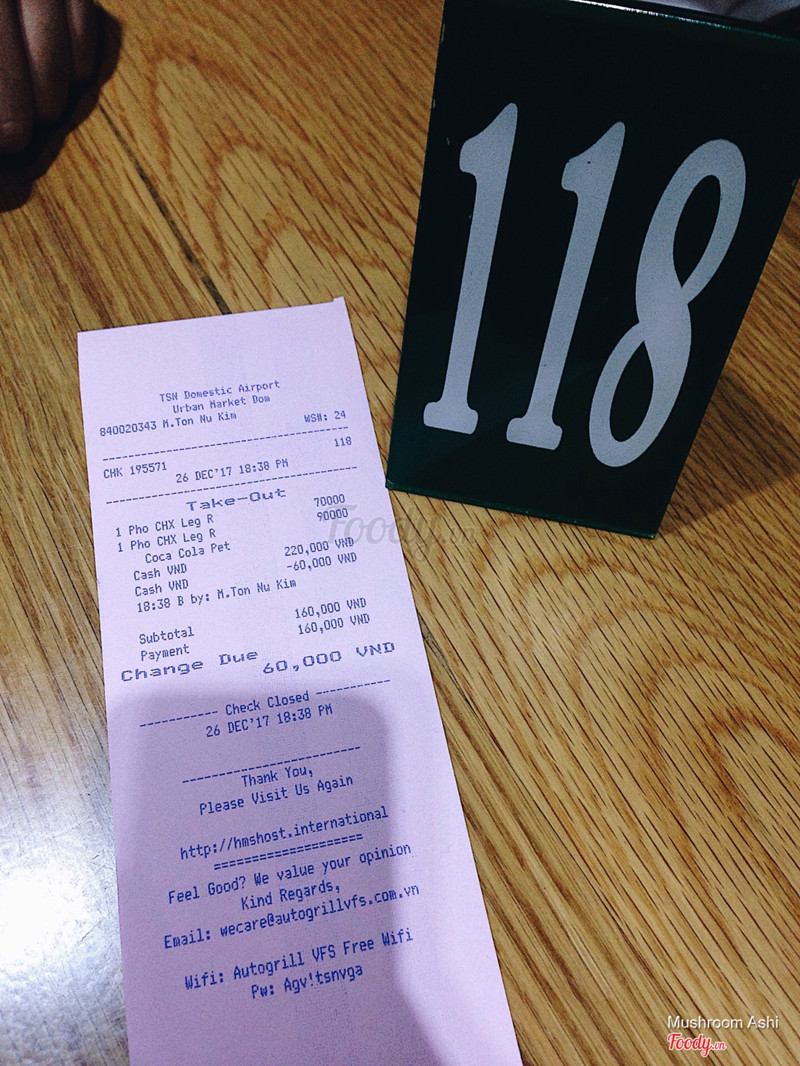 118
TSN Domestic Airport
Urban Market Dom
840020343 M.Ton Nu Kim WS#: 24
CHK 195571 118
26 DEC'17 18:38 PM
Take-Out
1 Pho CHX Leg R 70000
1 Pho CHX Leg R 90000
Coca Cola Pet
Cash VND 220,000 VND
Cash VND -60,000 VND
18:38 B by: M.Ton Nu Kim
Subtotal 160,000 VND
Payment 160,000 VND
Change Due 60,000 VND
----------- Check Closed -----------
26 DEC'17 18:38 PM
Thank You,
Please Visit Us Again
http://hmshost.international
====================
Feel Good? We value your opinion
Kind Regards,
Email: wecare@autogrillvfs.com.vn
Wifi: Autogrill VFS Free Wifi
Pw: Agv!tsnvga
Foody.vn
Mushroom Ashi
Foody.vn